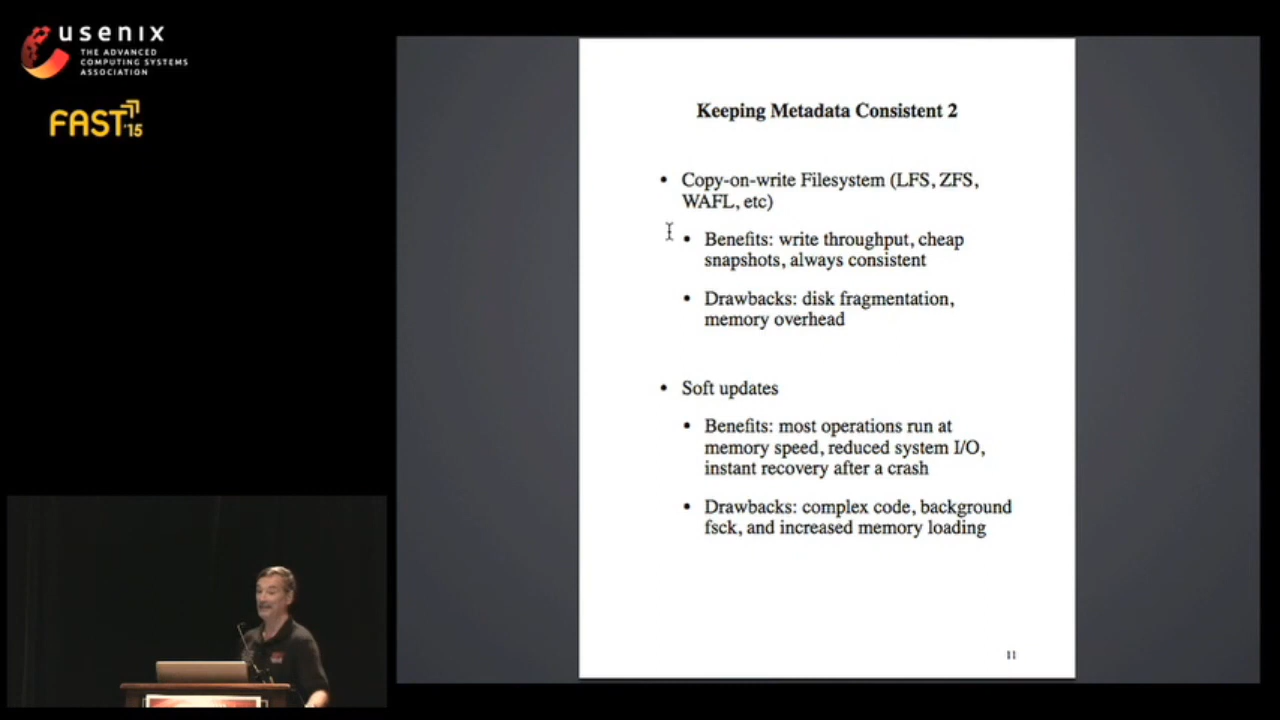 usenix
THE ADVANCED
COMPUTING SYSTEMS
ASSOCIATION
FAST '15
Keeping Metadata Consistent 2
• Copy-on-write Filesystem (LFS, ZFS,
WAFL, etc)
• Benefits: write throughput, cheap
snapshots, always consistent
• Drawbacks: disk fragmentation,
memory overhead
• Soft updates
• Benefits: most operations run at
memory speed, reduced system I/O,
instant recovery after a crash
• Drawbacks: complex code, background
fsck, and increased memory loading
11